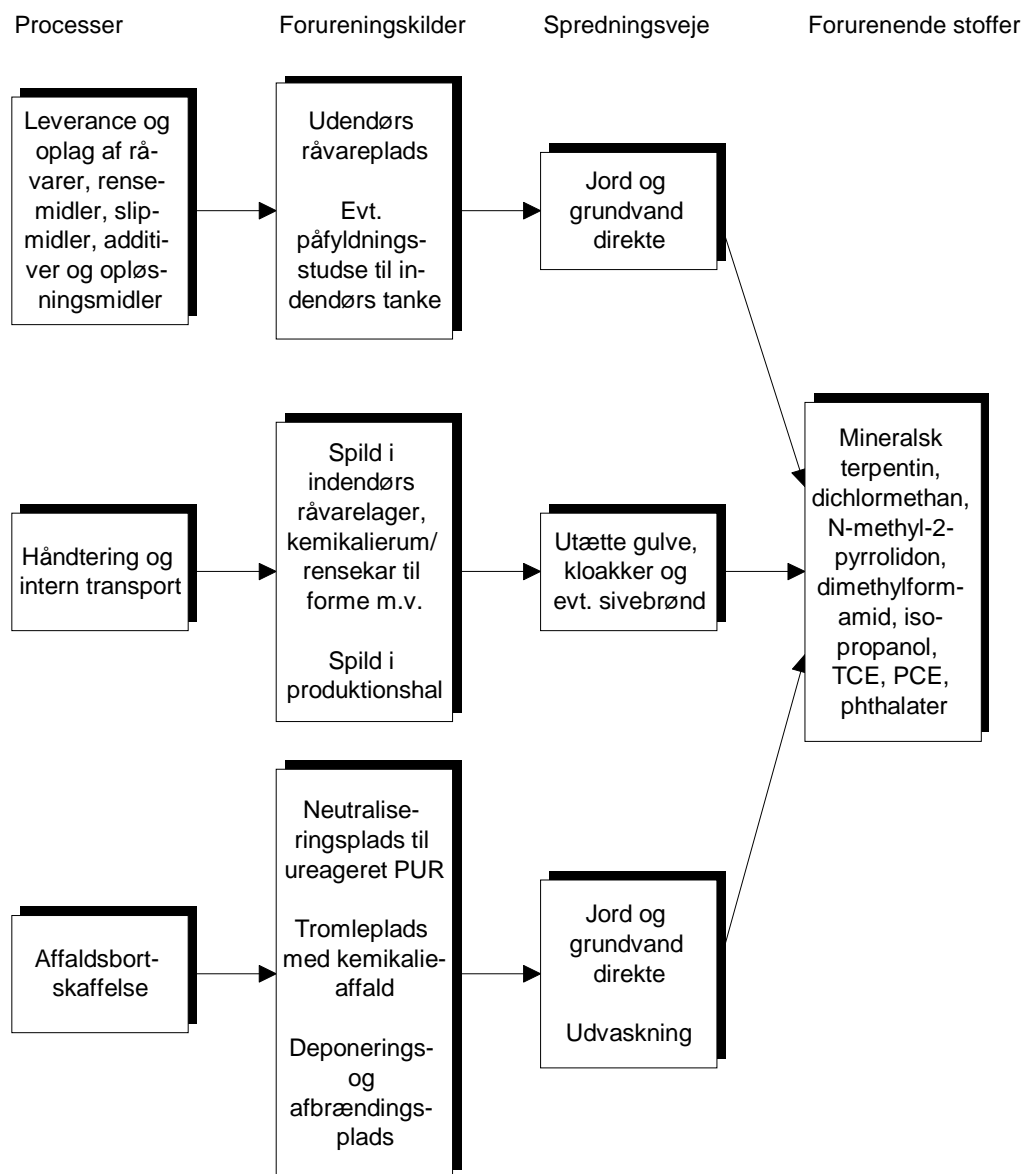 Processer
Forureningskilder
Spredningsveje
Forurenende stoffer
Leverance og
oplag af rå-
varer, rense-
midler, slip-
midler, additi-
ver og opløs-
ningsmidler
Udendørs
råvareplads
Evt.
påfyldnings-
studse til in-
dendørs tanke
Jord og
grundvand
direkte
Håndtering og
intern transport
Spild i
indendørs
råvarelager,
kemikalierum/
rensekar til
forme m.v.
Spild i
produktionshal
Utætte gulve,
kloakker og
evt. sivebrønd
Mineralsk
terpentin,
dichlormethan,
N-methyl-2-
pyrrolidon,
dimethylform-
amid, iso-
propanol,
TCE, PCE,
phthalater
Affaldsbort-
skaffelse
Neutralise-
ringsplads til
ureageret PUR
Tromleplads
med kemikalie-
affald
Deponerings-
og
afbrændings-
plads
Jord og
grundvand
direkte
Udvaskning